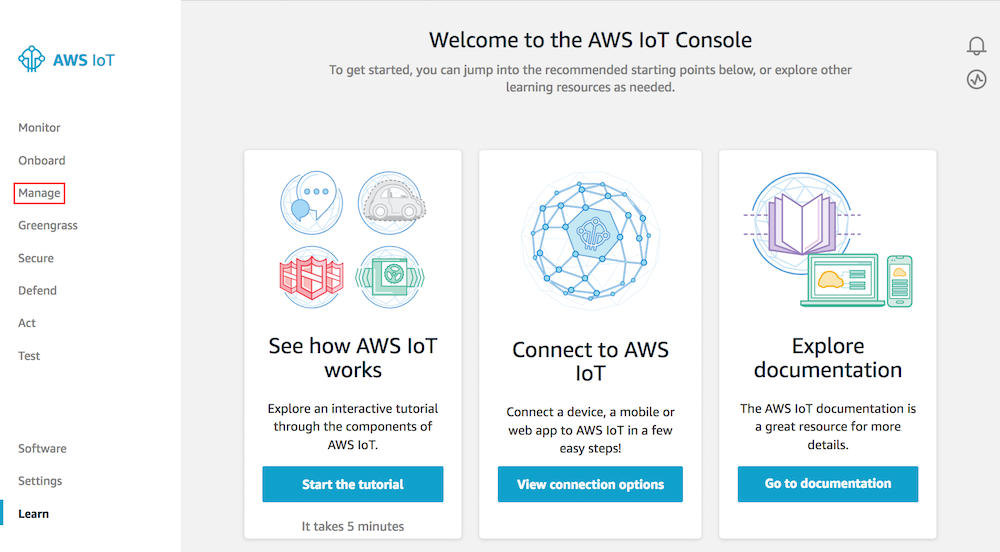 AWS IoT
Monitor
Onboard
Manage
Greengrass
Secure
Defend
Act
Test
Software
Settings
Learn
Welcome to the AWS IoT Console
To get started, you can jump into the recommended starting points below, or explore other
learning resources as needed.
See how AWS IoT
works
Explore an interactive tutorial
through the components of
AWS IoT.
Start the tutorial
It takes 5 minutes
Connect to AWS
IoT
Connect a device, a mobile or
web app to AWS IoT in a few
easy steps!
View connection options
Explore
documentation
The AWS IoT documentation is
a great resource for more
details.
Go to documentation